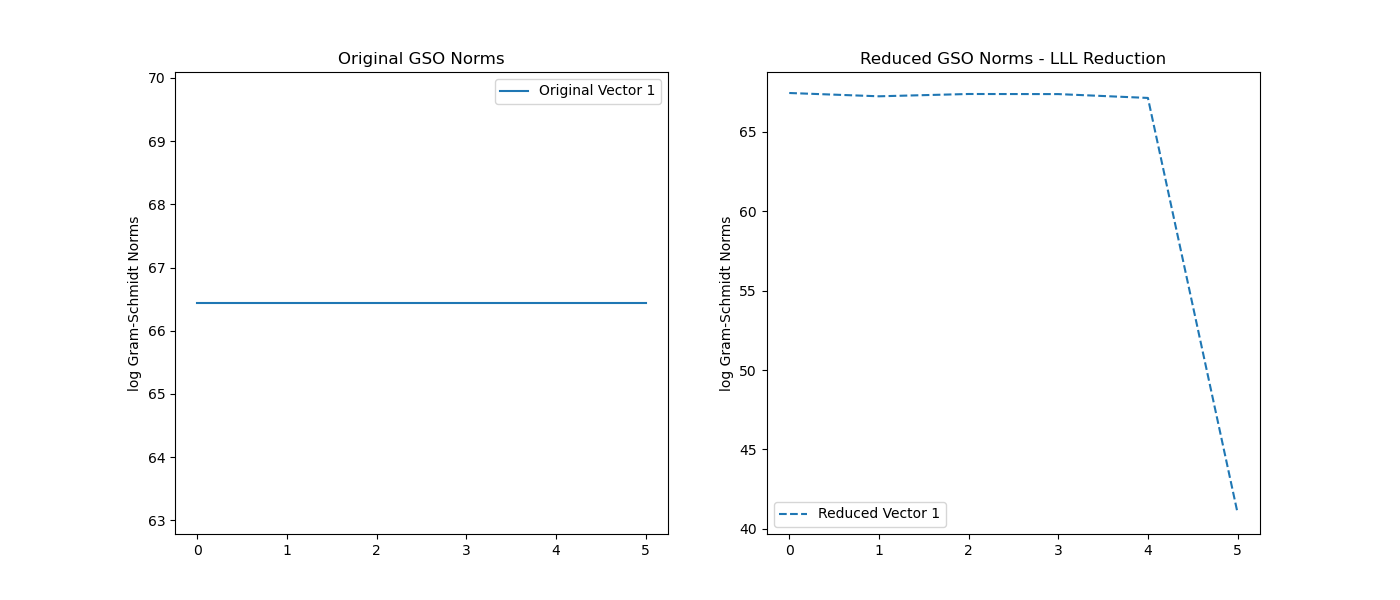 Original GSO Norms
Original Vector 1
log Gram-Schmidt Norms
70
69
68
67
66
65
64
63
0 1 2 3 4 5
Reduced GSO Norms - LLL Reduction
log Gram-Schmidt Norms
65
60
55
50
45
40
Reduced Vector 1
0 1 2 3 4 5